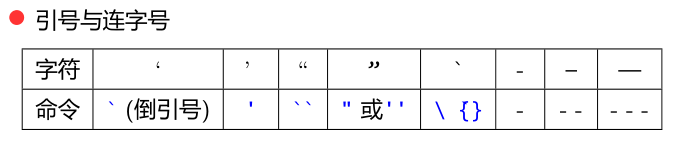 引号与连字号
字符 ‘ ’ “ ” ` - – —
命令 ` (倒引号) ' `` " 或'' \`{} - -- ---